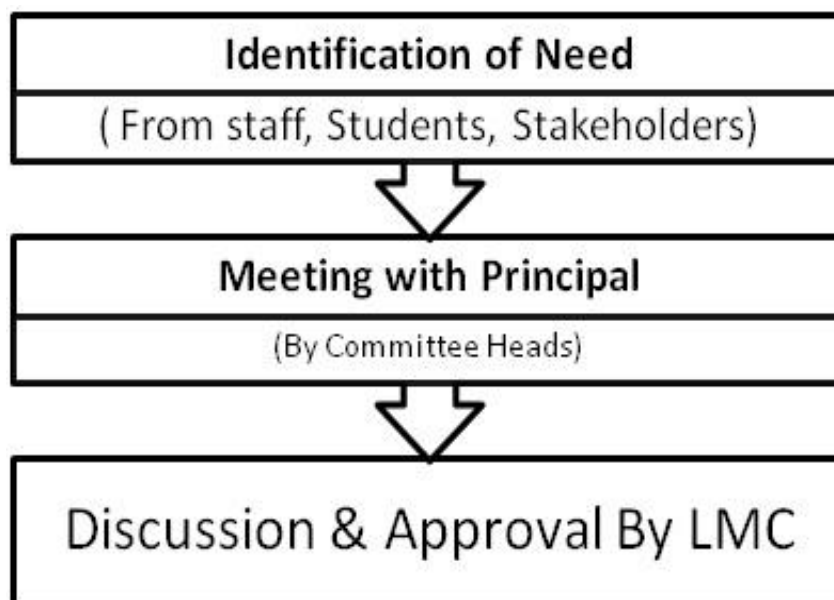 Identification of Need
( From staff, Students, Stakeholders)
Meeting with Principal
(By Committee Heads)
Discussion & Approval By LMC